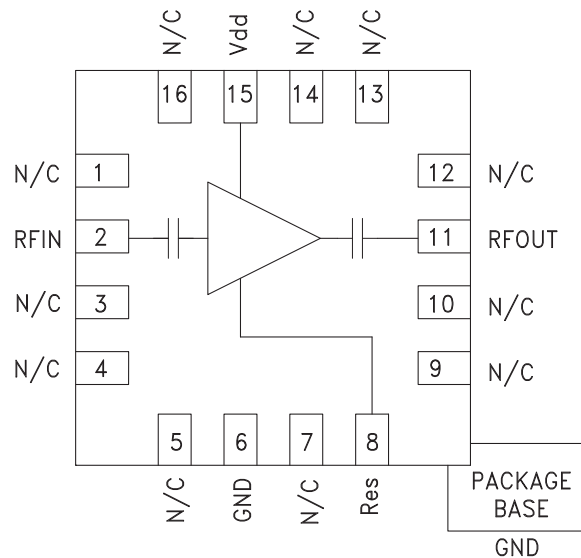 N/C
Vdd
N/C
N/C
16
15
14
13
N/C
1
12
N/C
RFIN
2
11
RFOUT
N/C
3
10
N/C
N/C
4
9
N/C
5
6
7
8
N/C
GND
N/C
Res
PACKAGE
BASE
GND